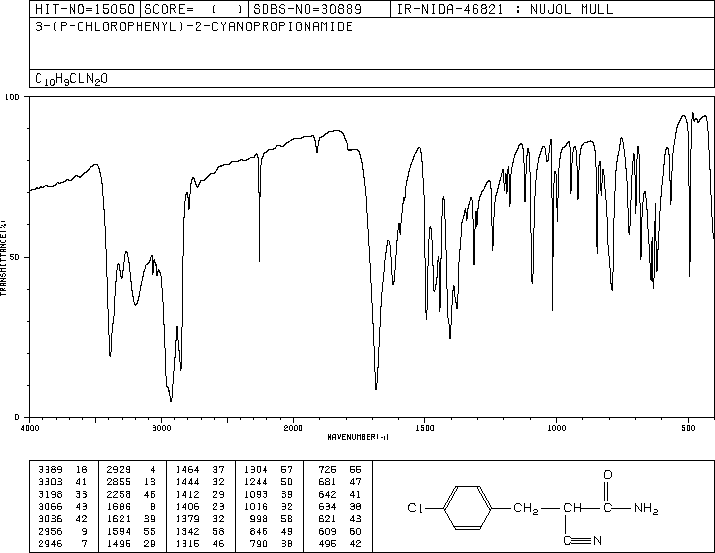 HIT-NO=15050 SCORE= ( ) SDBS-NO=30889 IR-NIDA-46821 : NUJOL MULL
3-(P-CHLOROPHENYL)-2-CYANOPROPIONAMIDE
C10H9CLN2O
100
50
0
TRANSMITTANCE(%)
4000 3000 2000 1500 1000 500
WAVENUMBER(-1)
3389 18 2929 4 1464 37 1304 57 726 55
3303 41 2855 13 1444 32 1244 50 681 47
3198 33 2258 46 1412 29 1093 39 642 41
3066 43 1686 8 1406 23 1016 32 634 38
3036 42 1621 39 1379 32 998 58 621 43
2956 9 1594 55 1342 58 846 49 609 50
2946 7 1496 29 1315 46 790 38 496 42
O
Cl CH2 CH C NH2
C≡N